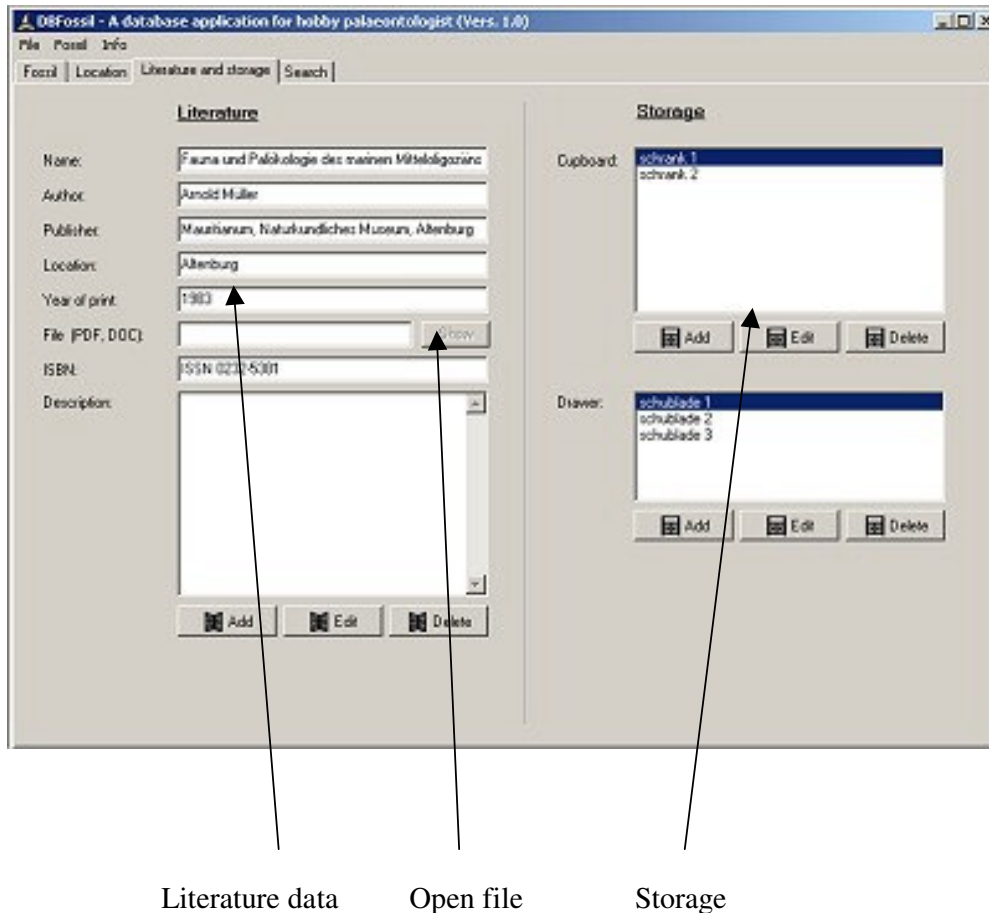 DBFossil - A database application for hobby palaeontologist (Vers. 1.0)
File Fossil Info
Fossil Location Literature and storage Search
Literature
Name: Fauna und Paläkologie des marinen Mitteloligozäns
Author: Arnold Müller
Publisher: Mauritianum, Naturkundliches Museum, Altenburg
Location: Altenburg
Year of print: 1983
File (PDF, DOC): Show
ISBN: ISSN 0232-5381
Description:
Add Edit Delete
Storage
Cupboard: schrank 1
schrank 2
Add Edit Delete
Drawer: schublade 1
schublade 2
schublade 3
Add Edit Delete
Literature data Open file Storage